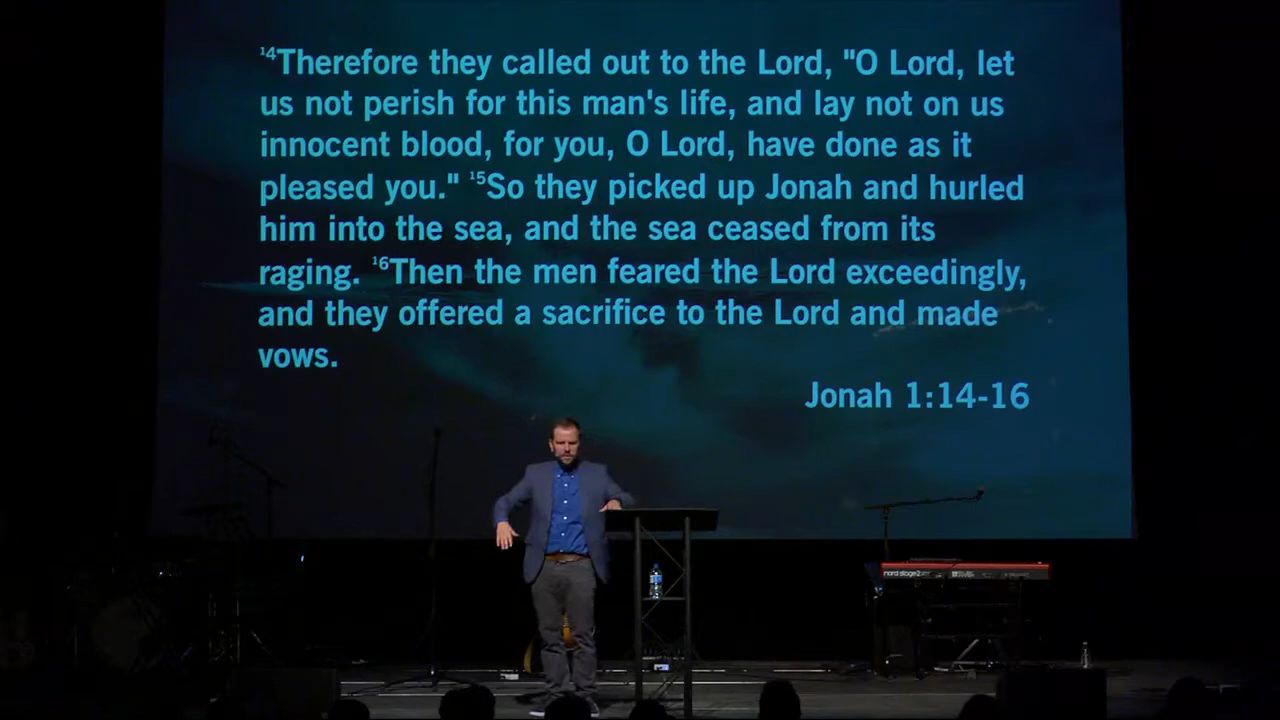 ¹⁴Therefore they called out to the Lord, "O Lord, let
us not perish for this man's life, and lay not on us
innocent blood, for you, O Lord, have done as it
pleased you." ¹⁵So they picked up Jonah and hurled
him into the sea, and the sea ceased from its
raging. ¹⁶Then the men feared the Lord exceedingly,
and they offered a sacrifice to the Lord and made
vows.
Jonah 1:14-16
nord stage 2